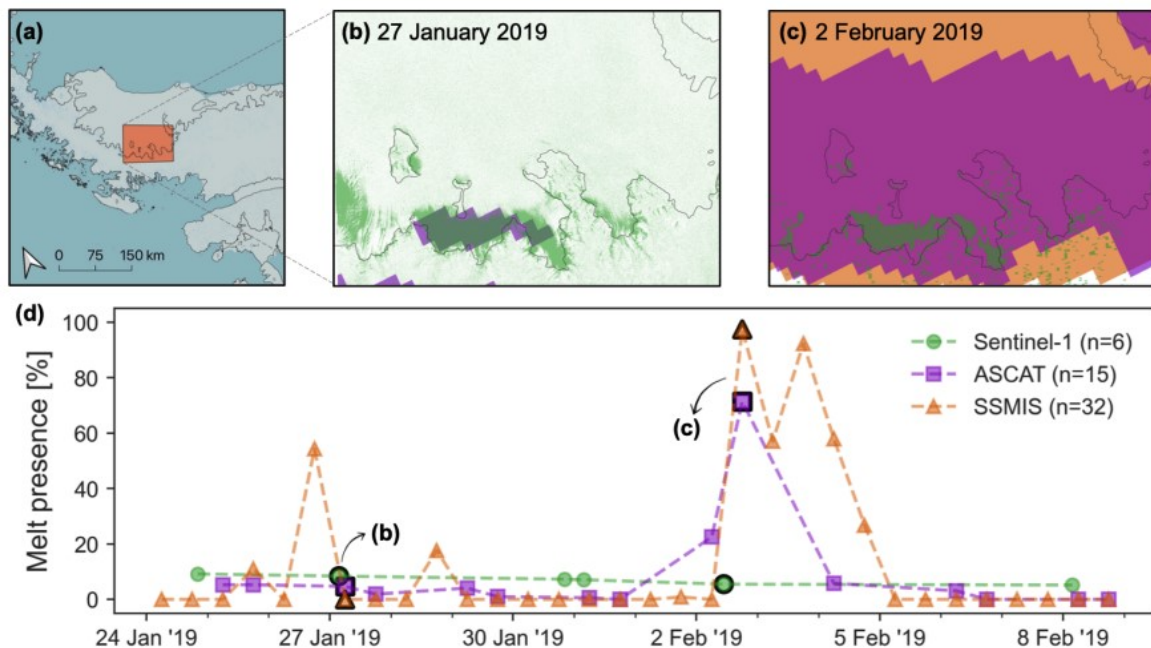 (a)
(b) 27 January 2019
(c) 2 February 2019
0 75 150 km
(d)
Melt presence [%]
100
80
60
40
20
0
Sentinel-1 (n=6)
ASCAT (n=15)
SSMIS (n=32)
(c)
(b)
24 Jan '19 27 Jan '19 30 Jan '19 2 Feb '19 5 Feb '19 8 Feb '19